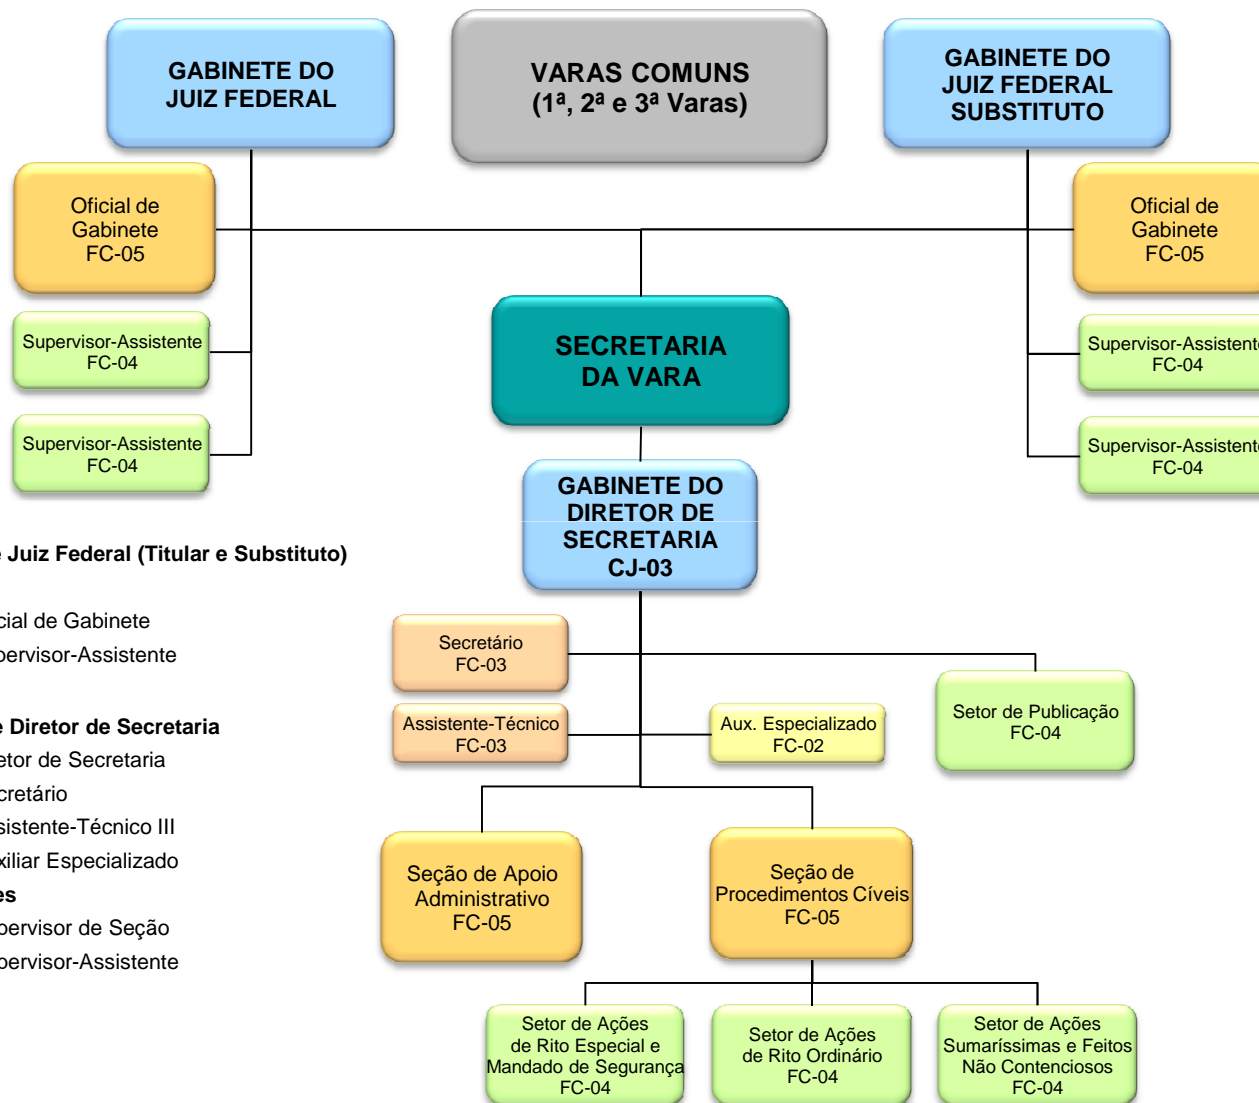 GABINETE DO
JUIZ FEDERAL
VARAS COMUNS
(1ª, 2ª e 3ª Varas)
GABINETE DO
JUIZ FEDERAL
SUBSTITUTO
Oficial de
Gabinete
FC-05
Oficial de
Gabinete
FC-05
Supervisor-Assistente
FC-04
SECRETARIA
DA VARA
Supervisor-Assistente
FC-04
Supervisor-Assistente
FC-04
Supervisor-Assistente
FC-04
GABINETE DO
DIRETOR DE
SECRETARIA
CJ-03
e Juiz Federal (Titular e Substituto)
cial de Gabinete
pervisor-Assistente
e Diretor de Secretaria
etor de Secretaria
cretário
sistente-Técnico III
xiliar Especializado
es
pervisor de Seção
pervisor-Assistente
Secretário
FC-03
Setor de Publicação
FC-04
Assistente-Técnico
FC-03
Aux. Especializado
FC-02
Seção de Apoio
Administrativo
FC-05
Seção de
Procedimentos Cíveis
FC-05
Setor de Ações
de Rito Especial e
Mandado de Segurança
FC-04
Setor de Ações
de Rito Ordinário
FC-04
Setor de Ações
Sumaríssimas e Feitos
Não Contenciosos
FC-04